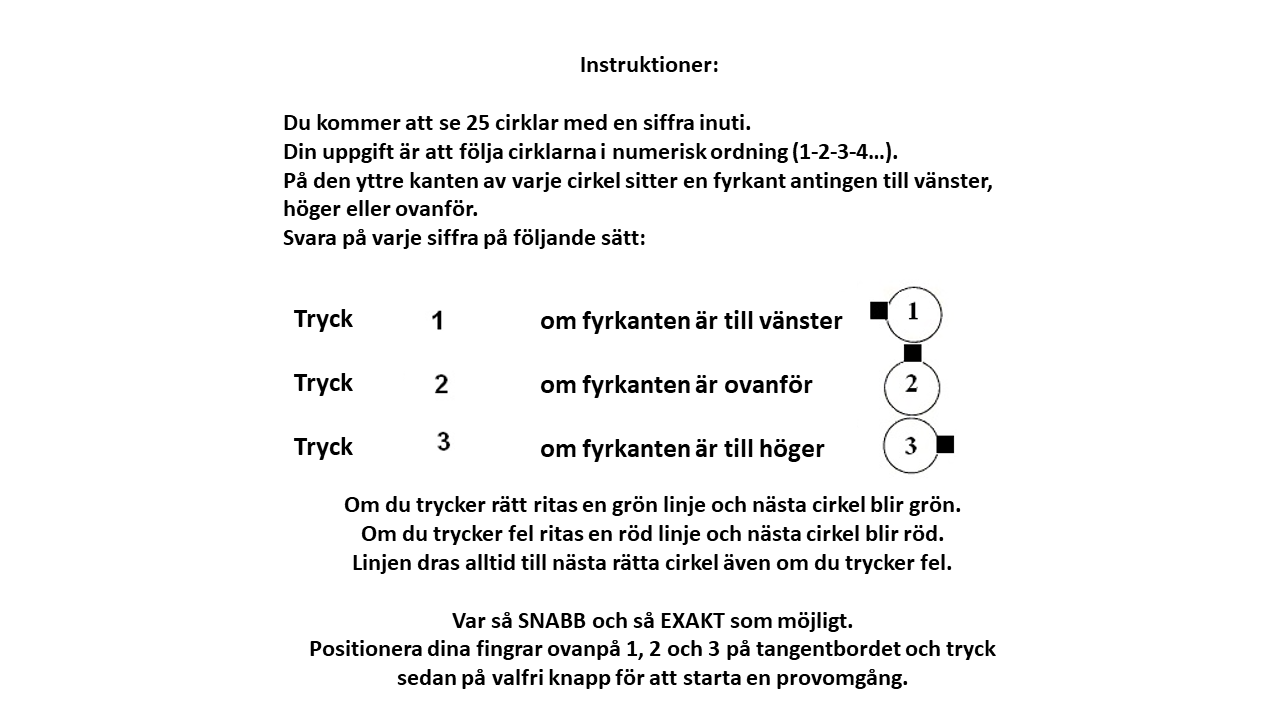 Instruktioner:
Du kommer att se 25 cirklar med en siffra inuti.
Din uppgift är att följa cirklarna i numerisk ordning (1-2-3-4...).
På den yttre kanten av varje cirkel sitter en fyrkant antingen till vänster,
höger eller ovanför.
Svara på varje siffra på följande sätt:
Tryck 1 om fyrkanten är till vänster 1
Tryck 2 om fyrkanten är ovanför 2
Tryck 3 om fyrkanten är till höger 3
Om du trycker rätt ritas en grön linje och nästa cirkel blir grön.
Om du trycker fel ritas en röd linje och nästa cirkel blir röd.
Linjen dras alltid till nästa rätta cirkel även om du trycker fel.
Var så SNABB och så EXAKT som möjligt.
Positionera dina fingrar ovanpå 1, 2 och 3 på tangentbordet och tryck
sedan på valfri knapp för att starta en provomgång.